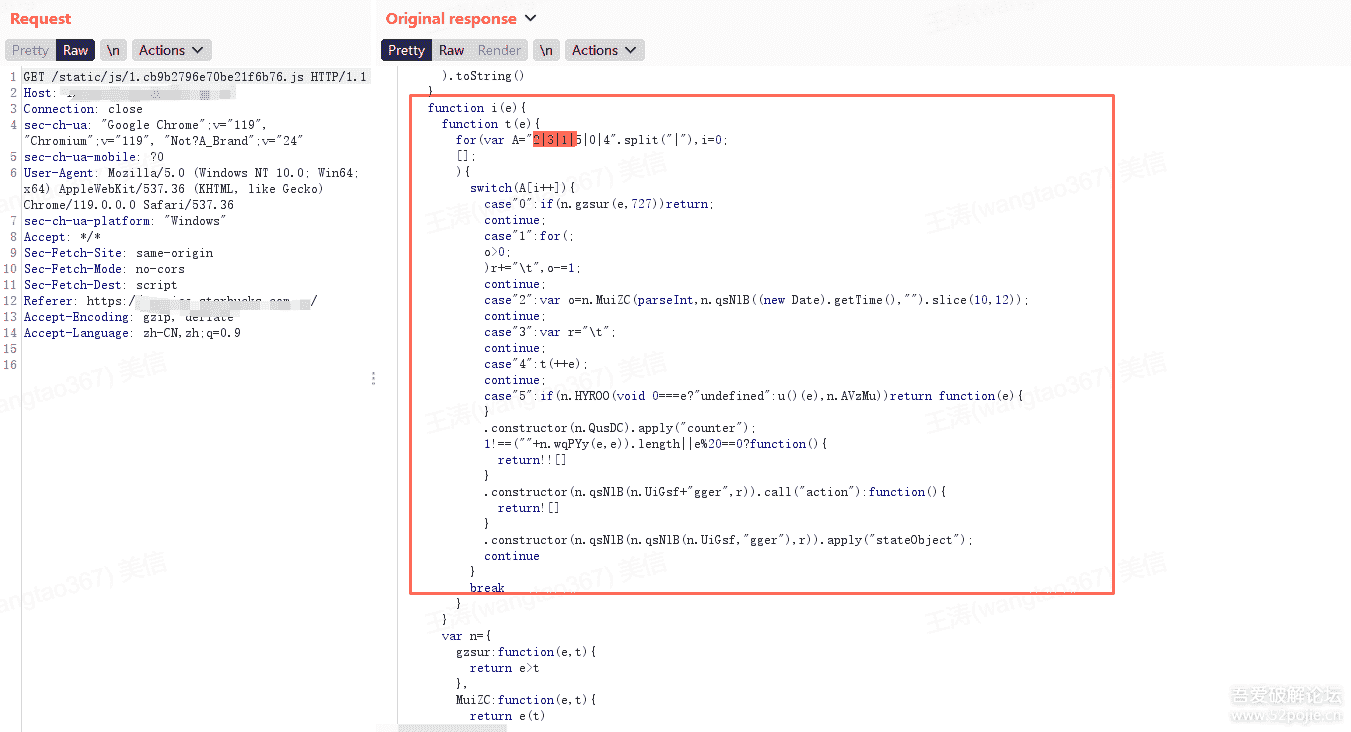 Request
Pretty Raw \n Actions
1 GET /static/js/1.cb9b2796e70be21f6b76.js HTTP/1.1
2 Host:
3 Connection: close
4 sec-ch-ua: "Google Chrome";v="119",
"Chromium";v="119", "Not?A_Brand";v="24"
5 sec-ch-ua-mobile: ?0
6 User-Agent: Mozilla/5.0 (Windows NT 10.0; Win64;
x64) AppleWebKit/537.36 (KHTML, like Gecko)
Chrome/119.0.0.0 Safari/537.36
7 sec-ch-ua-platform: "Windows"
8 Accept: */*
9 Sec-Fetch-Site: same-origin
10 Sec-Fetch-Mode: no-cors
11 Sec-Fetch-Dest: script
12 Referer: https:/ /
13 Accept-Encoding: gzip, deflate
14 Accept-Language: zh-CN,zh;q=0.9
15
16
Original response
Pretty Raw Render \n Actions
).toString()
}
function i(e){
function t(e){
for(var A="2|3|1|5|0|4".split("|"),i=0;
[];
){
switch(A[i++]){
case"0":if(n.gzsur(e,727))return;
continue;
case"1":for(;
o>0;
)r+="\t",o-=1;
continue;
case"2":var o=n.MuiZC(parseInt,n.qsNlB((new Date).getTime(),"").slice(10,12));
continue;
case"3":var r="\t";
continue;
case"4":t(++e);
continue;
case"5":if(n.HYROO(void 0===e?"undefined":u()(e),n.AVzMu))return function(e){
}
.constructor(n.QusDC).apply("counter");
1!==(""+n.wqPYy(e,e)).length||e%20==0?function(){
return!![]
}
.constructor(n.qsNlB(n.UiGsf+"gger",r)).call("action"):function(){
return![]
}
.constructor(n.qsNlB(n.qsNlB(n.UiGsf,"gger"),r)).apply("stateObject");
continue
}
break
}
}
var n={
gzsur:function(e,t){
return e>t
},
MuiZC:function(e,t){
return e(t)
王涛(wangtao367) 美信
吾爱破解论坛
www.52pojie.cn